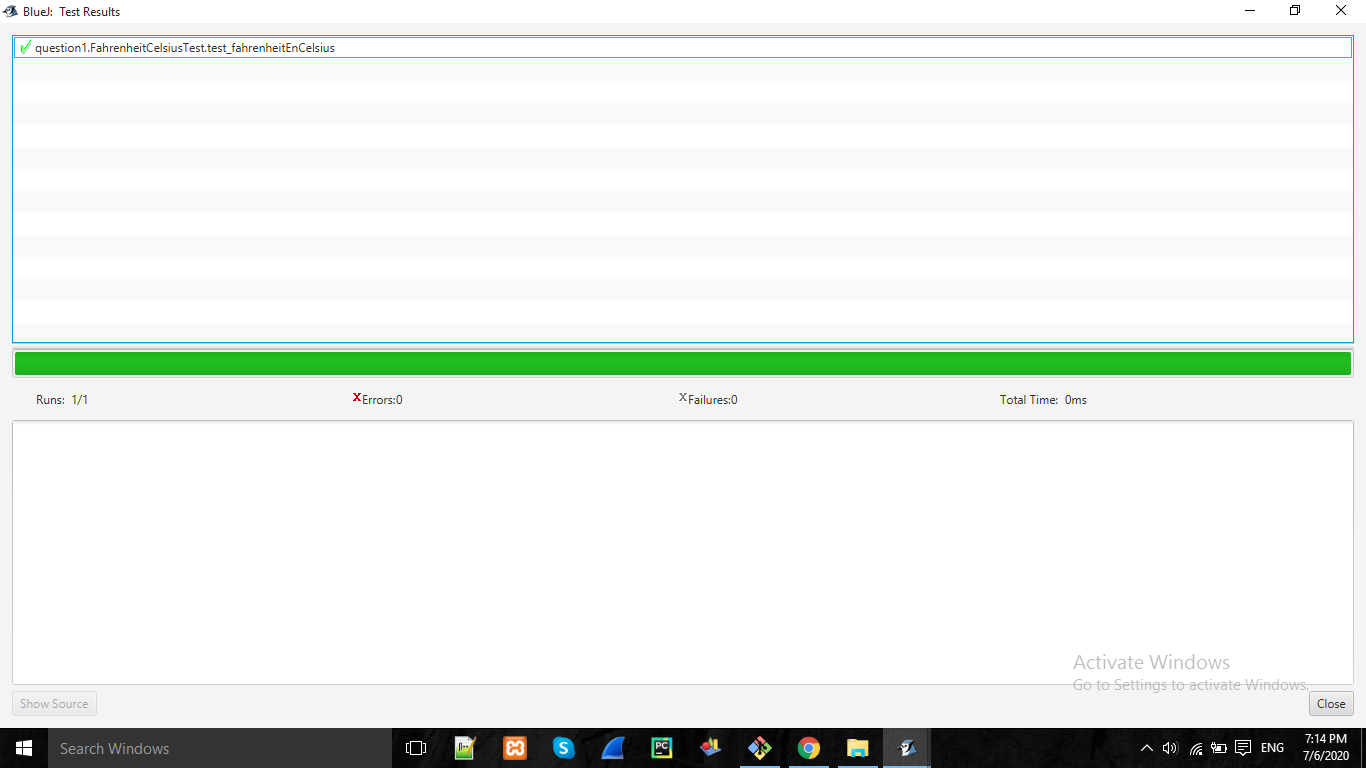 BlueJ:  Test Results
question1.FahrenheitCelsiusTest.test_fahrenheitEnCelsius
Runs:  1/1
x Errors:0
x Failures:0
Total Time:  0ms
Activate Windows
Go to Settings to activate Windows.
Show Source
Close
Search Windows
PC
ENG
7:14 PM
7/6/2020